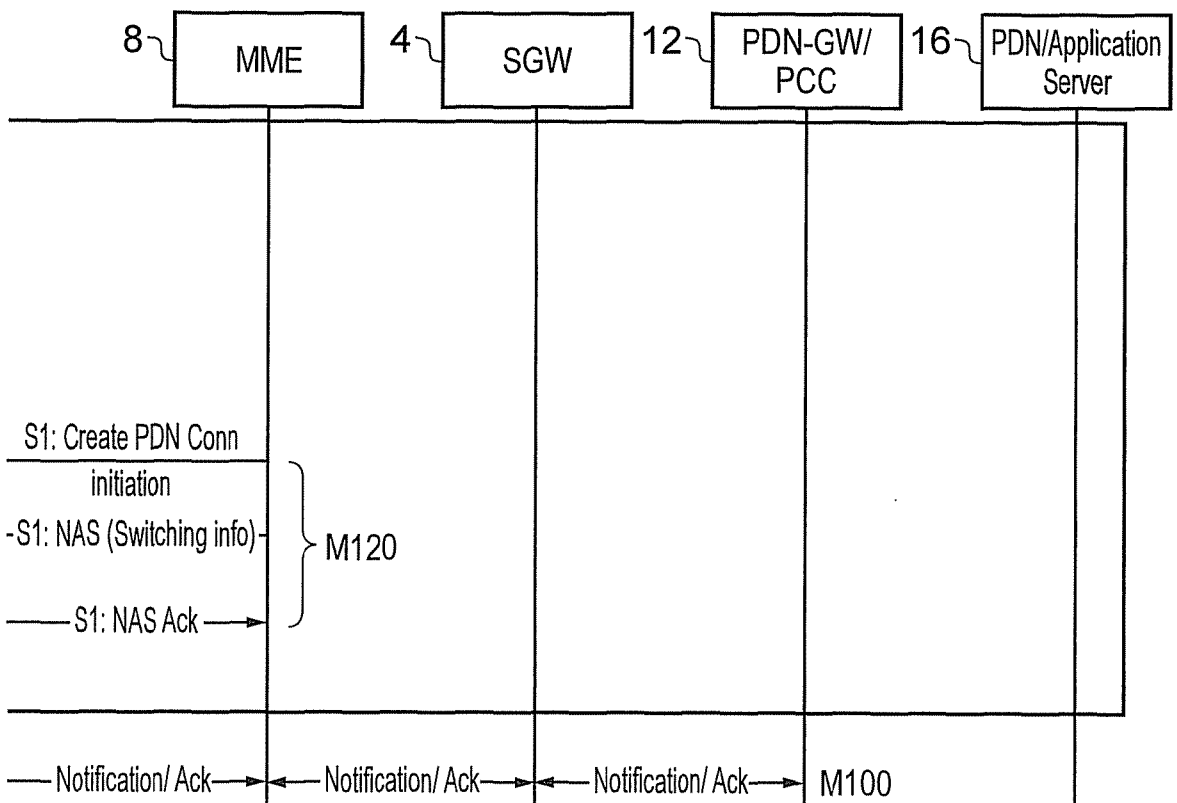 8
MME
4
SGW
12
PDN-GW/
PCC
16
PDN/Application
Server
S1: Create PDN Conn
initiation
S1: NAS (Switching info)
M120
S1: NAS Ack
Notification/ Ack
Notification/ Ack
Notification/ Ack
M100